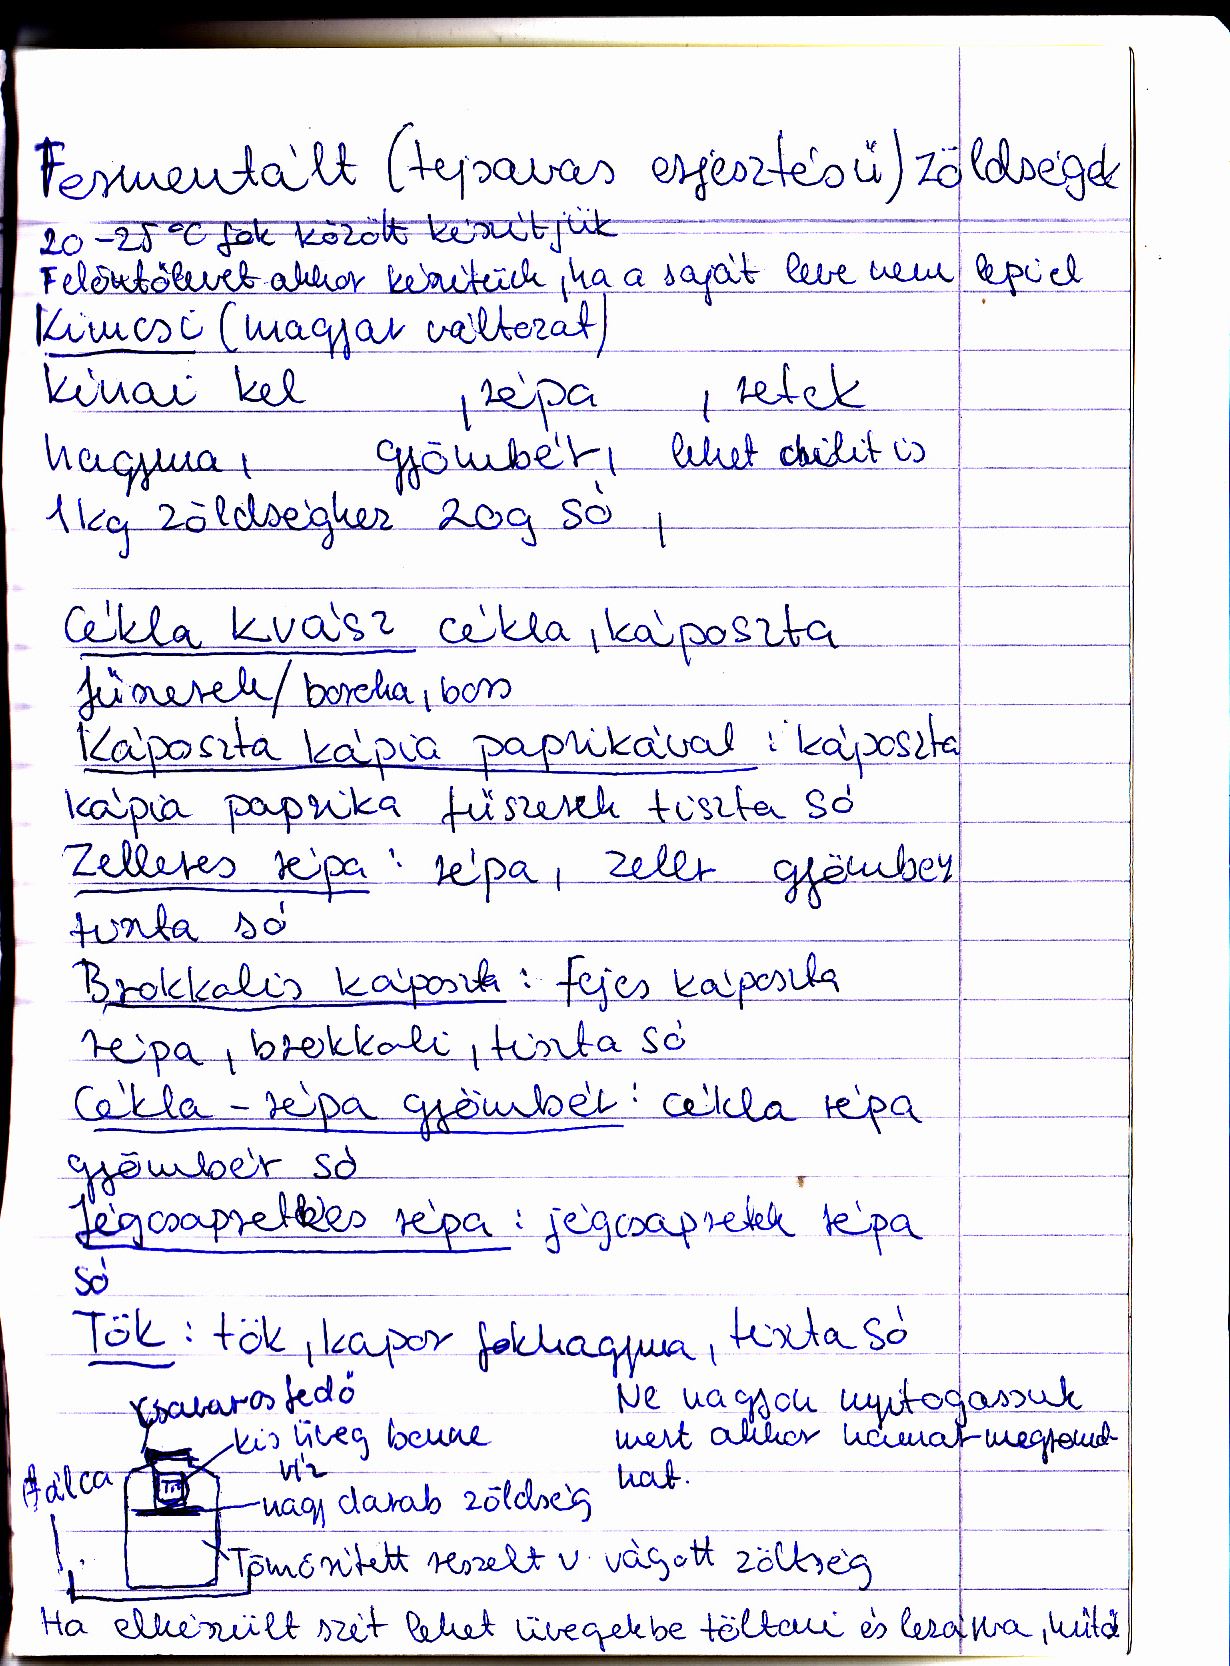 Fermentált (tejsavas erjesztésű) zöldségek
20-25 °C fok között készítjük
Felöntőlevet akkor készítünk, ha a saját leve nem lepi el
Kimcsi (magyar változat)
kínai kel , répa , retek
hagyma, gyömbér, lehet chilit is
1kg zöldséghez 20g só ,
Cékla kvász cékla, káposzta
fűszerek/borcka, bors
Káposzta kápia paprikával : káposzta
kápia paprika fűszerek tiszta só
Zelleres répa : répa, zeller gyömbér
tiszta só
Brokkolis káposzta : fejes káposzta
répa, brokkoli, tiszta só
Cékla - répa gyömbér : cékla répa
gyömbér só
Jégcsapretkes répa : jégcsapretek répa
só
Tök : tök, kapor fokhagyma, tiszta só
csavaros fedő
kis üveg benne
víz
nagy darab zöldség
tálca
Tömörített reszelt v. vágott zöltség
Ne nagyon nyitogassuk
mert akkor hamar megromol-
hat.
Ha elkészült szét lehet üvegekbe tölteni és lezárva, hűtő